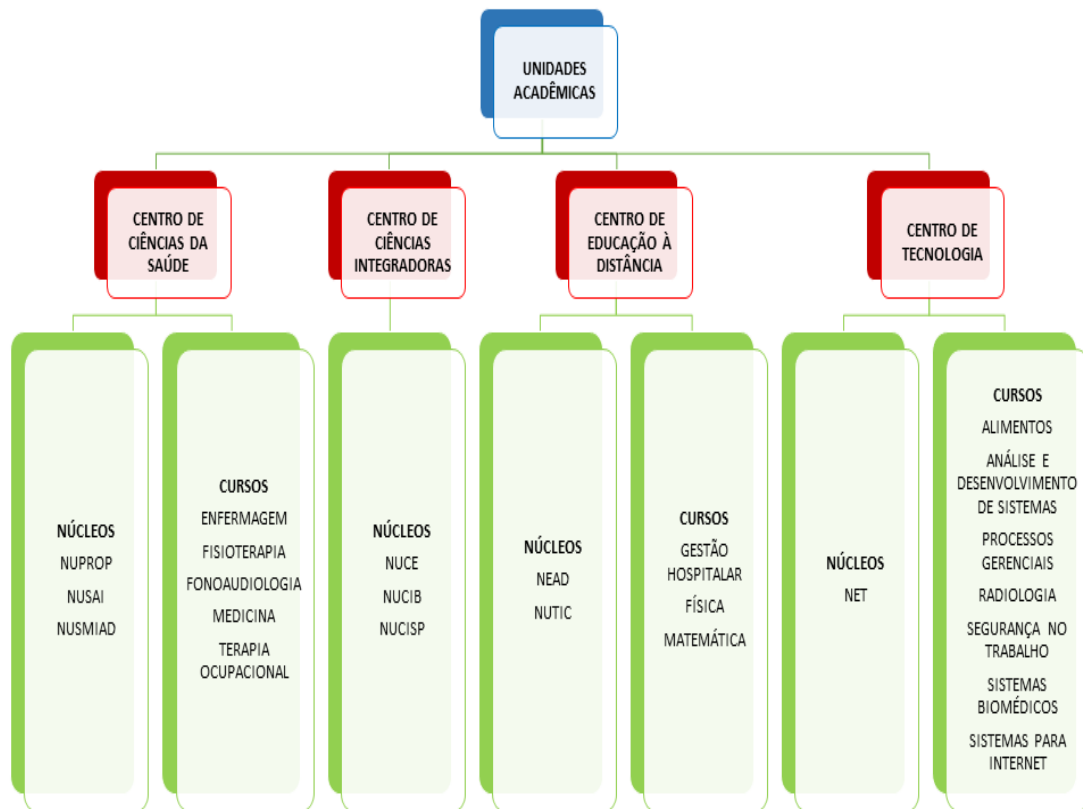 UNIDADES
ACADÊMICAS
CENTRO DE
CIÊNCIAS DA
SAÚDE
CENTRO DE
CIÊNCIAS
INTEGRADORAS
CENTRO DE
EDUCAÇÃO À
DISTÂNCIA
CENTRO DE
TECNOLOGIA
NÚCLEOS
NUPROP
NUSAI
NUSMIAD
CURSOS
ENFERMAGEM
FISIOTERAPIA
FONOAUDIOLOGIA
MEDICINA
TERAPIA
OCUPACIONAL
NÚCLEOS
NUCE
NUCIB
NUCISP
NÚCLEOS
NEAD
NUTIC
CURSOS
GESTÃO
HOSPITALAR
FÍSICA
MATEMÁTICA
NÚCLEOS
NET
CURSOS
ALIMENTOS
ANÁLISE E
DESENVOLVIMENTO
DE SISTEMAS
PROCESSOS
GERENCIAIS
RADIOLOGIA
SEGURANÇA NO
TRABALHO
SISTEMAS
BIOMÉDICOS
SISTEMAS PARA
INTERNET